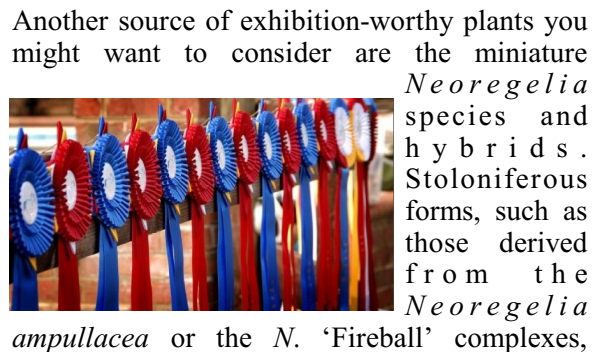 Another source of exhibition-worthy plants you
might want to consider are the miniature
Neoregelia
species and
hybrids.
Stoloniferous
forms, such as
those derived
from the
Neoregelia
ampullacea or the N. ‘Fireball’ complexes,